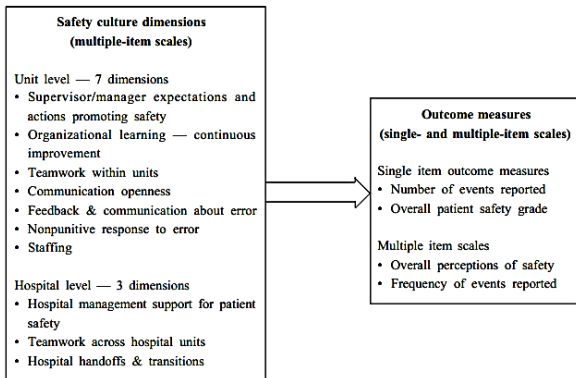 Safety culture dimensions
(multiple-item scales)
Unit level — 7 dimensions
• Supervisor/manager expectations and
actions promoting safety
• Organizational learning — continuous
improvement
• Teamwork within units
• Communication openness
• Feedback & communication about error
• Nonpunitive response to error
• Staffing
Hospital level — 3 dimensions
• Hospital management support for patient
safety
• Teamwork across hospital units
• Hospital handoffs & transitions
Outcome measures
(single- and multiple-item scales)
Single item outcome measures
• Number of events reported
• Overall patient safety grade
Multiple item scales
• Overall perceptions of safety
• Frequency of events reported